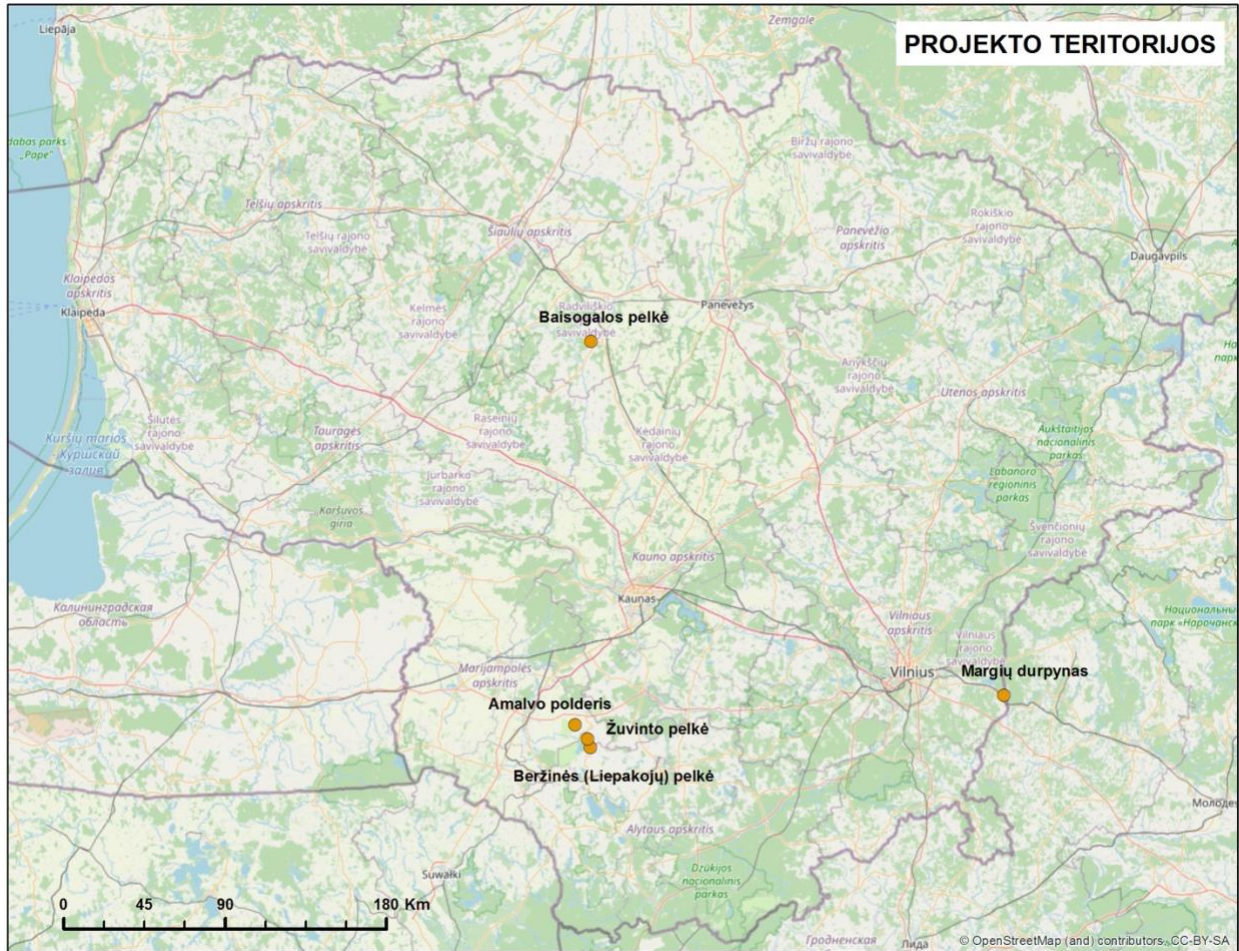 Liepāja
Zemgale
PROJEKTO TERITORIJOS
dabas parks
„Pape"
Biržų rajono
savivaldybė
Telšių apskritis
Telšių rajono
savivaldybė
Šiaulių apskritis
Panevėžio
apskritis
Rokiškio
rajono
savivaldybė
Daugavpils
Klaipėdos
apskritis
Klaipėda
Kelmės
rajono
savivaldybė
Radviliškio
savivaldybė
Panevėžys
Baisogalos pelkė
Anykščių
rajono
savivaldybė
Utenos apskritis
Šilutės
rajono
savivaldybė
Tauragės
apskritis
Raseinių
rajono
savivaldybė
Kėdainių
rajono
savivaldybė
Aukštaitijos
nacionalinis
parkas
Kuršių marios
- Куршский
залив
Jurbarko
rajono
savivaldybė
Labanoro
regioninis
parkas
Karšuvos
giria
Švenčionių
rajono
savivaldybė
Kauno apskritis
Kaunas
Калининградская
область
Национальный
парк «Нарочанск
Vilniaus
apskritis
Vilniaus
rajono
savivaldybė
Marijampolės
apskritis
Vilnius
Margių durpynas
Amalvo polderis
Žuvinto pelkė
Beržinės (Liepakojų) pelkė
Молодеч
Alytaus apskritis
Suwałki
Dzūkijos
nacionalinis
parkas
0 45 90 180 Km
Гродненская
Лида
© OpenStreetMap (and) contributors, CC-BY-SA